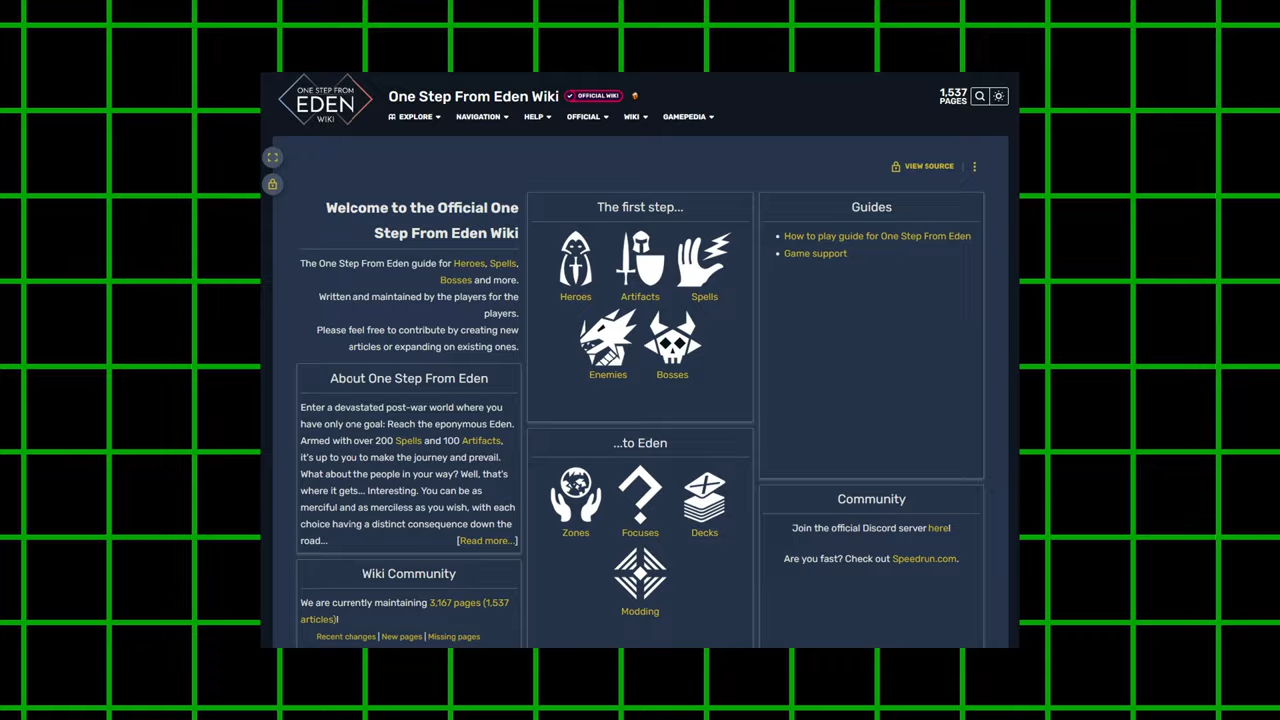 ONE STEP FROM
EDEN
WIKI
One Step From Eden Wiki
OFFICIAL WIKI
1,537
PAGES
EXPLORE
NAVIGATION
HELP
OFFICIAL
WIKI
GAMEPEDIA
VIEW SOURCE
Welcome to the Official One
Step From Eden Wiki
The One Step From Eden guide for Heroes, Spells,
Bosses and more.
Written and maintained by the players for the
players.
Please feel free to contribute by creating new
articles or expanding on existing ones.
About One Step From Eden
Enter a devastated post-war world where you
have only one goal: Reach the eponymous Eden.
Armed with over 200 Spells and 100 Artifacts,
it's up to you to make the journey and prevail.
What about the people in your way? Well, that's
where it gets... Interesting. You can be as
merciful and as merciless as you wish, with each
choice having a distinct consequence down the
road... [Read more...]
Wiki Community
We are currently maintaining 3,167 pages (1,537
articles)!
Recent changes | New pages | Missing pages
The first step...
Heroes
Artifacts
Spells
Enemies
Bosses
...to Eden
Zones
Focuses
Decks
Modding
Guides
How to play guide for One Step From Eden
Game support
Community
Join the official Discord server here!
Are you fast? Check out Speedrun.com.